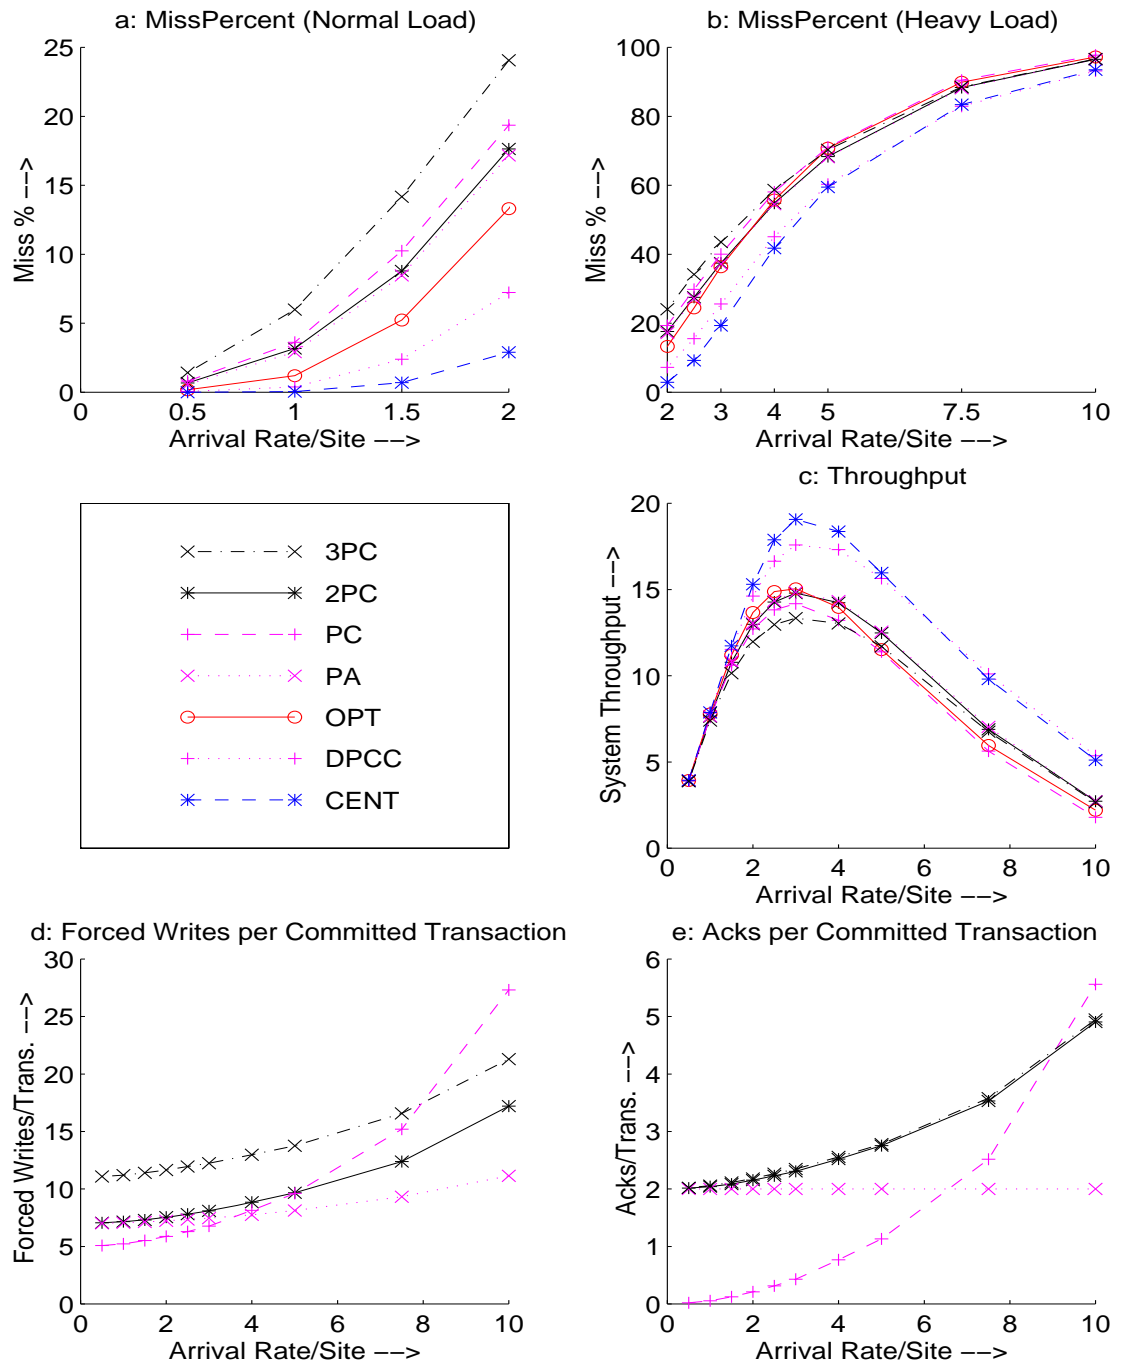 a: MissPercent (Normal Load)
25
20
15
10
5
0
0
0.5
1
1.5
2
Miss % −−>
Arrival Rate/Site −−>
b: MissPercent (Heavy Load)
100
80
60
40
20
0
2
3
4
5
7.5
10
Miss % −−>
Arrival Rate/Site −−>
3PC
2PC
PC
PA
OPT
DPCC
CENT
c: Throughput
20
15
10
5
0
0
2
4
6
8
10
System Throughput −−>
Arrival Rate/Site −−>
d: Forced Writes per Committed Transaction
30
25
20
15
10
5
0
0
2
4
6
8
10
Forced Writes/Trans. −−>
Arrival Rate/Site −−>
e: Acks per Committed Transaction
6
5
4
3
2
1
0
0
2
4
6
8
10
Acks/Trans. −−>
Arrival Rate/Site −−>